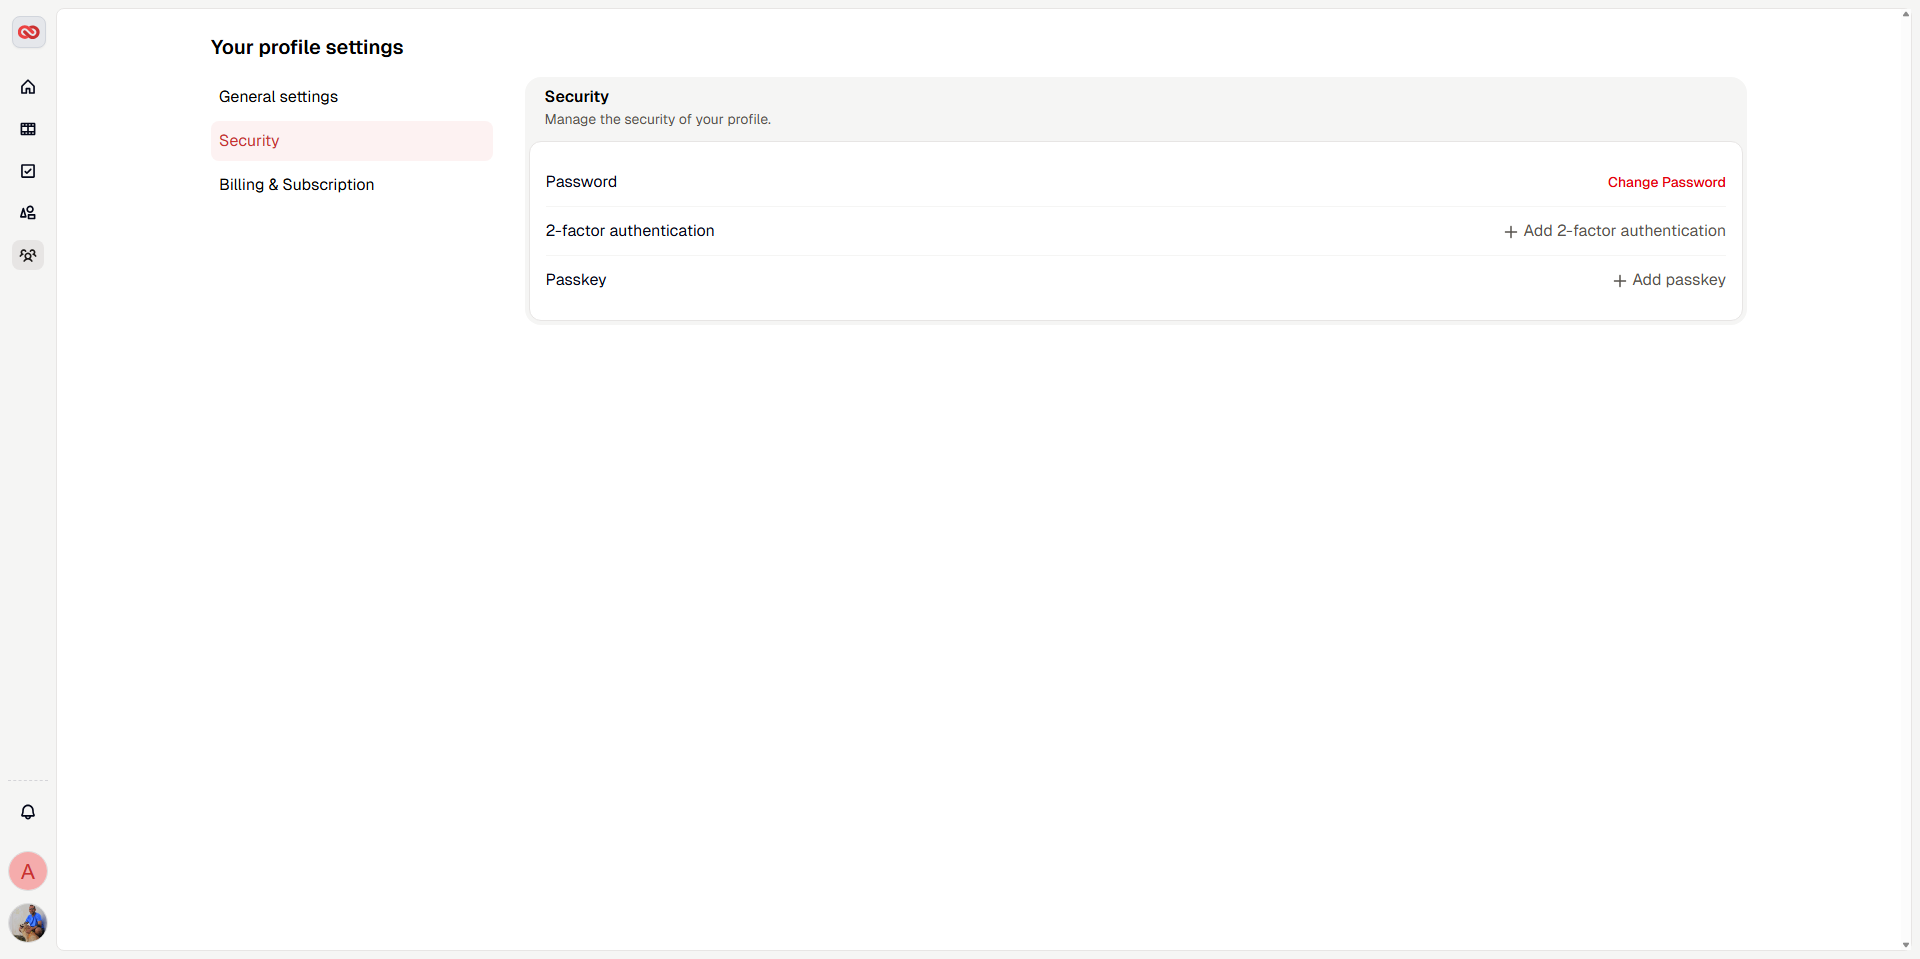 Your profile settings
General settings
Security
Billing & Subscription
Security
Manage the security of your profile.
Password
Change Password
2-factor authentication
Add 2-factor authentication
Passkey
Add passkey
A